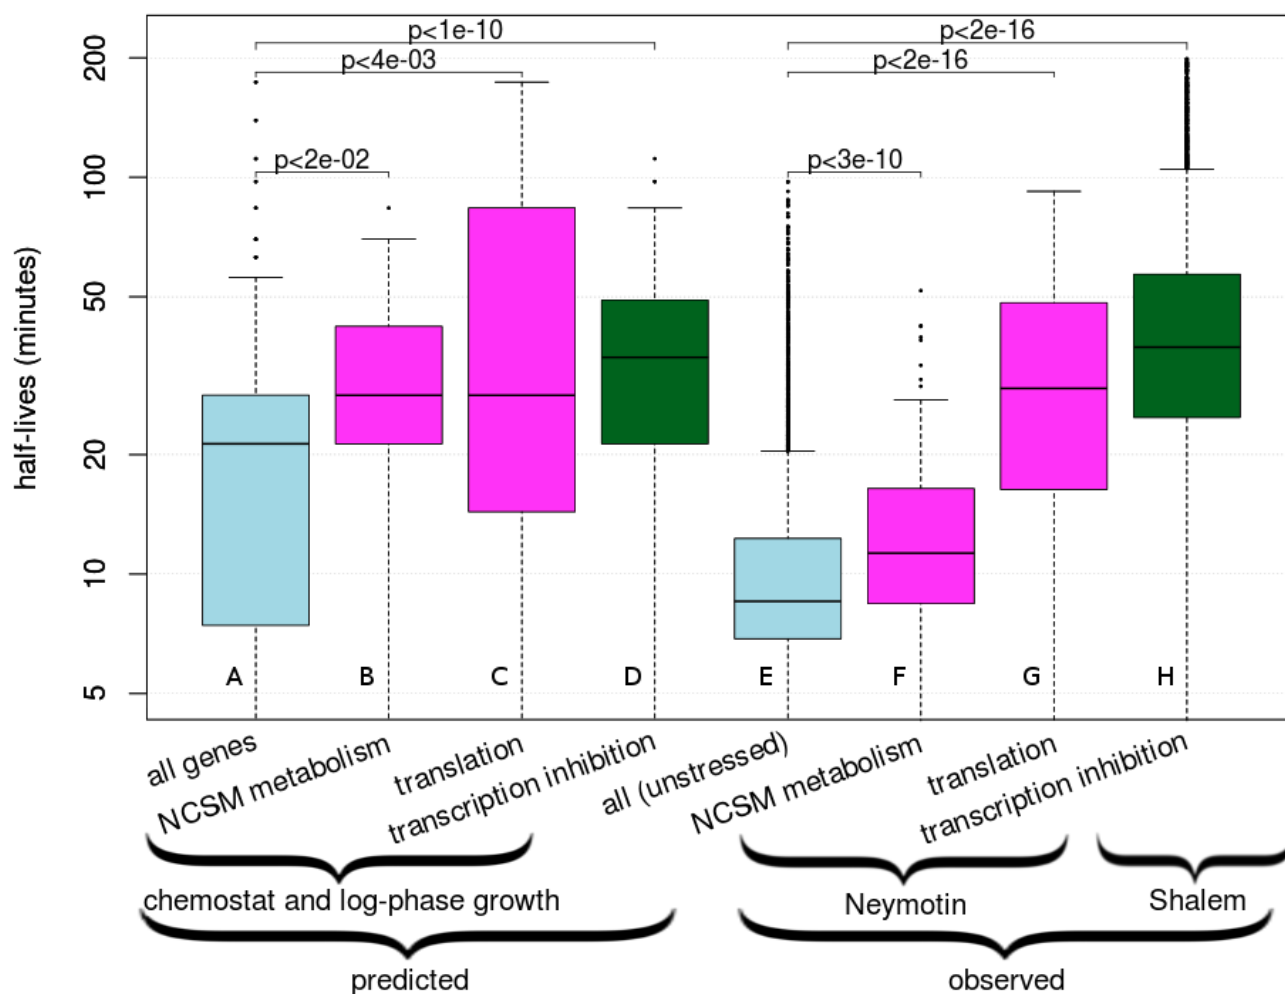 p<1e-10
p<2e-16
p<4e-03
p<2e-16
p<2e-02
p<3e-10
half-lives (minutes)
200
100
50
20
10
5
A B C D E F G H
all genes
NCSM metabolism
translation
transcription inhibition
all (unstressed)
NCSM metabolism
translation
transcription inhibition
chemostat and log-phase growth
Neymotin
Shalem
predicted
observed